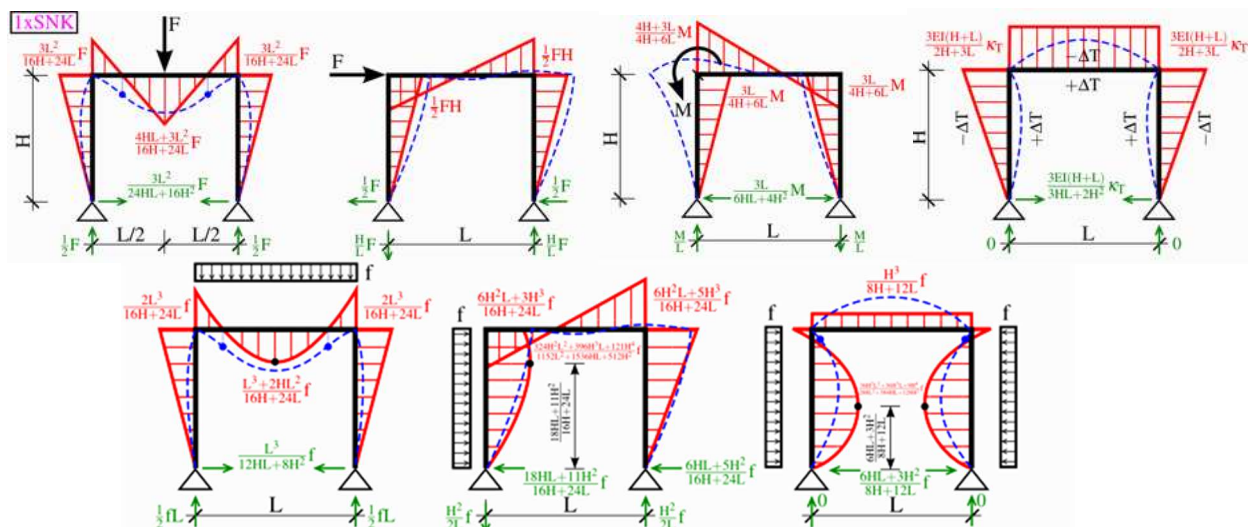 1xSNK
F
3L²/(16H+24L) F
3L²/(16H+24L) F
(4HL+3L²)/(16H+24L) F
3L²/(24HL+16H²) F
H
½F
L/2
L/2
½F
F
½FH
½FH
½F
½F
H/L F
L
H/L F
(4H+3L)/(4H+6L) M
M
3L/(4H+6L) M
3L/(4H+6L) M
H
3L/(6HL+4H²) M
M/L
L
M/L
3EI(H+L)/(2H+3L) κ_T
3EI(H+L)/(2H+3L) κ_T
−ΔT
+ΔT
H
−ΔT
+ΔT
+ΔT
−ΔT
3EI(H+L)/(3HL+2H²) κ_T
0
L
0
f
2L³/(16H+24L) f
2L³/(16H+24L) f
(L³+2HL²)/(16H+24L) f
L³/(12HL+8H²) f
½fL
L
½fL
f
(6H²L+3H³)/(16H+24L) f
(6H²L+5H³)/(16H+24L) f
(18HL+11H²)/(16H+24L)
(18HL+11H²)/(16H+24L) f
(6HL+5H²)/(16H+24L) f
H²/2L f
L
H²/2L f
H³/(8H+12L) f
f
f
(6HL+3H²)/(8H+12L)
(6HL+3H²)/(8H+12L) f
0
L
0